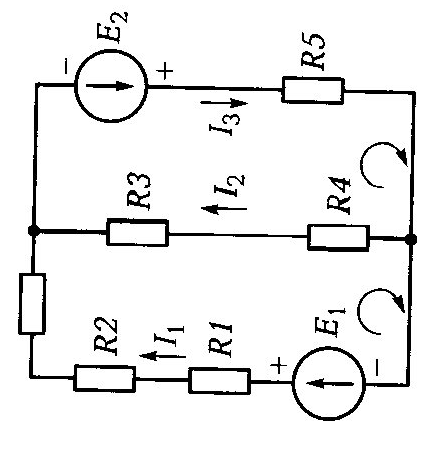 E₂
−
+
I₃
R5
R3
I₂
R4
R2
I₁
R1
E₁
+
−